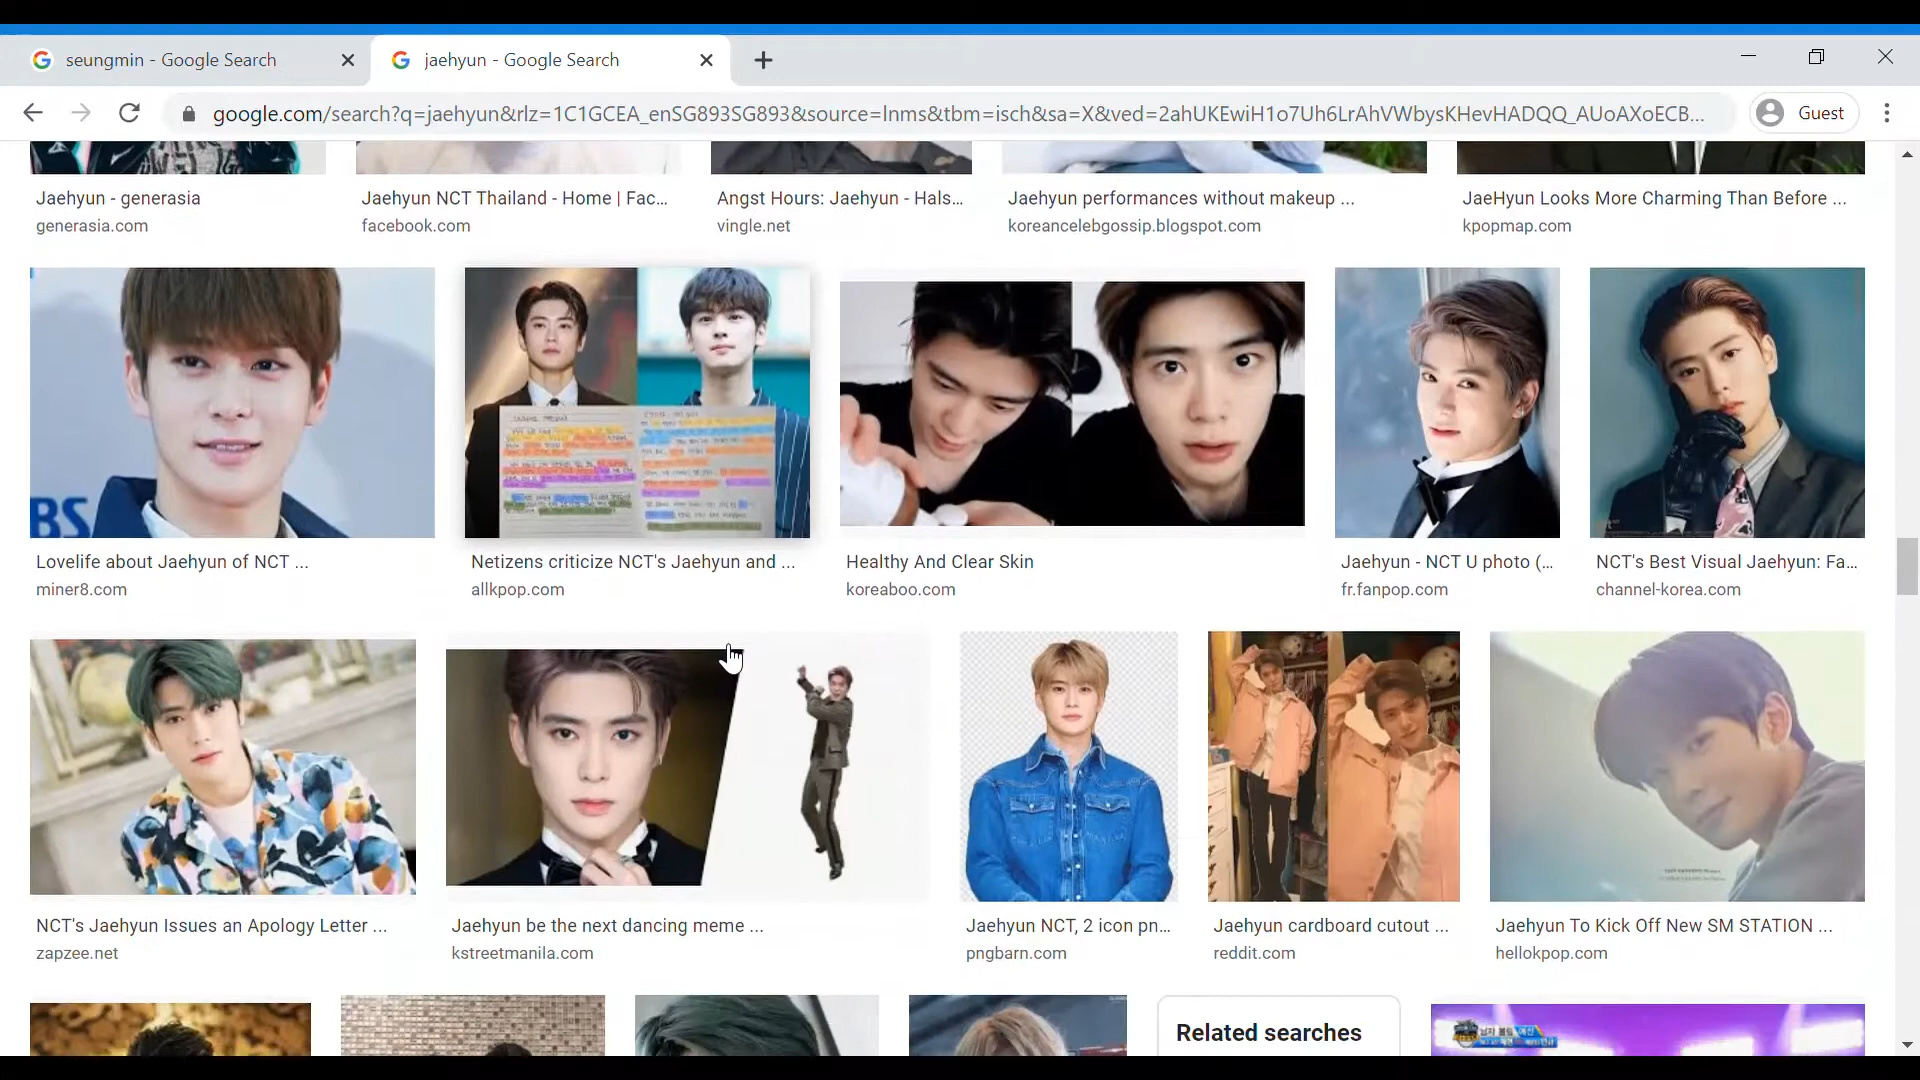 seungmin - Google Search
jaehyun - Google Search
google.com/search?q=jaehyun&rlz=1C1GCEA_enSG893SG893&source=lnms&tbm=isch&sa=X&ved=2ahUKEwiH1o7Uh6LrAhVWbysKHevHADQQ_AUoAXoECB...
Guest
Jaehyun - generasia
generasia.com
Jaehyun NCT Thailand - Home | Fac...
facebook.com
Angst Hours: Jaehyun - Hals...
vingle.net
Jaehyun performances without makeup ...
koreancelebgossip.blogspot.com
JaeHyun Looks More Charming Than Before ...
kpopmap.com
BS
Lovelife about Jaehyun of NCT ...
miner8.com
Netizens criticize NCT's Jaehyun and ...
allkpop.com
Healthy And Clear Skin
koreaboo.com
Jaehyun - NCT U photo (...
fr.fanpop.com
NCT's Best Visual Jaehyun: Fa...
channel-korea.com
NCT's Jaehyun Issues an Apology Letter ...
zapzee.net
Jaehyun be the next dancing meme ...
kstreetmanila.com
Jaehyun NCT, 2 icon pn...
pngbarn.com
Jaehyun cardboard cutout ...
reddit.com
Jaehyun To Kick Off New SM STATION ...
hellokpop.com
Related searches